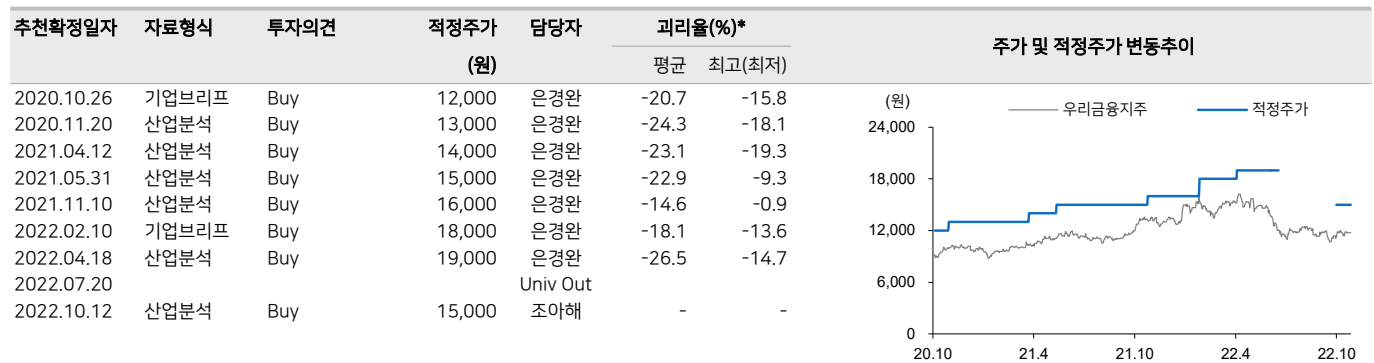 추천확정일자 자료형식 투자의견 적정주가 담당자 괴리율(%)* 주가 및 적정주가 변동추이
(원) 평균 최고(최저)
2020.10.26 기업브리프 Buy 12,000 은경완 -20.7 -15.8
2020.11.20 산업분석 Buy 13,000 은경완 -24.3 -18.1
2021.04.12 산업분석 Buy 14,000 은경완 -23.1 -19.3
2021.05.31 산업분석 Buy 15,000 은경완 -22.9 -9.3
2021.11.10 산업분석 Buy 16,000 은경완 -14.6 -0.9
2022.02.10 기업브리프 Buy 18,000 은경완 -18.1 -13.6
2022.04.18 산업분석 Buy 19,000 은경완 -26.5 -14.7
2022.07.20 Univ Out
2022.10.12 산업분석 Buy 15,000 조아해 - -
(원) 우리금융지주 적정주가
24,000
18,000
12,000
6,000
0
20.10 21.4 21.10 22.4 22.10